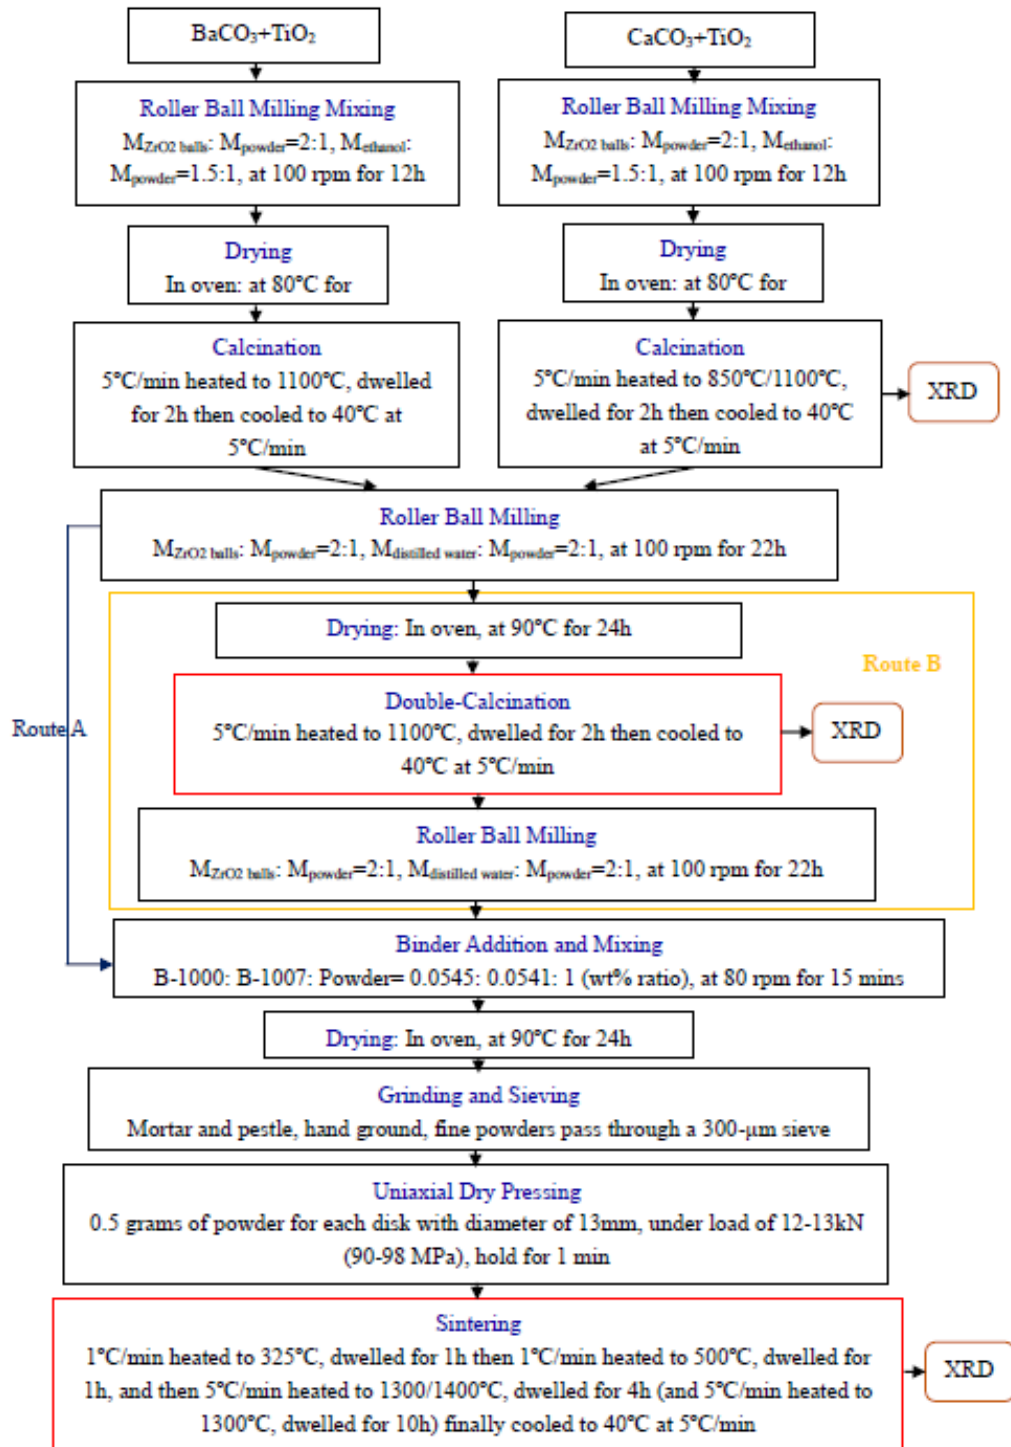 BaCO₃+TiO₂
CaCO₃+TiO₂
Roller Ball Milling Mixing
M_ZrO2 balls: M_powder=2:1, M_ethanol:
M_powder=1.5:1, at 100 rpm for 12h
Roller Ball Milling Mixing
M_ZrO2 balls: M_powder=2:1, M_ethanol:
M_powder=1.5:1, at 100 rpm for 12h
Drying
In oven: at 80°C for
Drying
In oven: at 80°C for
Calcination
5°C/min heated to 1100°C, dwelled
for 2h then cooled to 40°C at
5°C/min
Calcination
5°C/min heated to 850°C/1100°C,
dwelled for 2h then cooled to 40°C
at 5°C/min
XRD
Roller Ball Milling
M_ZrO2 balls: M_powder=2:1, M_distilled water: M_powder=2:1, at 100 rpm for 22h
Drying: In oven, at 90°C for 24h
Route B
Double-Calcination
5°C/min heated to 1100°C, dwelled for 2h then cooled to
40°C at 5°C/min
XRD
Route A
Roller Ball Milling
M_ZrO2 balls: M_powder=2:1, M_distilled water: M_powder=2:1, at 100 rpm for 22h
Binder Addition and Mixing
B-1000: B-1007: Powder= 0.0545: 0.0541: 1 (wt% ratio), at 80 rpm for 15 mins
Drying: In oven, at 90°C for 24h
Grinding and Sieving
Mortar and pestle, hand ground, fine powders pass through a 300-μm sieve
Uniaxial Dry Pressing
0.5 grams of powder for each disk with diameter of 13mm, under load of 12-13kN
(90-98 MPa), hold for 1 min
Sintering
1°C/min heated to 325°C, dwelled for 1h then 1°C/min heated to 500°C, dwelled for
1h, and then 5°C/min heated to 1300/1400°C, dwelled for 4h (and 5°C/min heated to
1300°C, dwelled for 10h) finally cooled to 40°C at 5°C/min
XRD